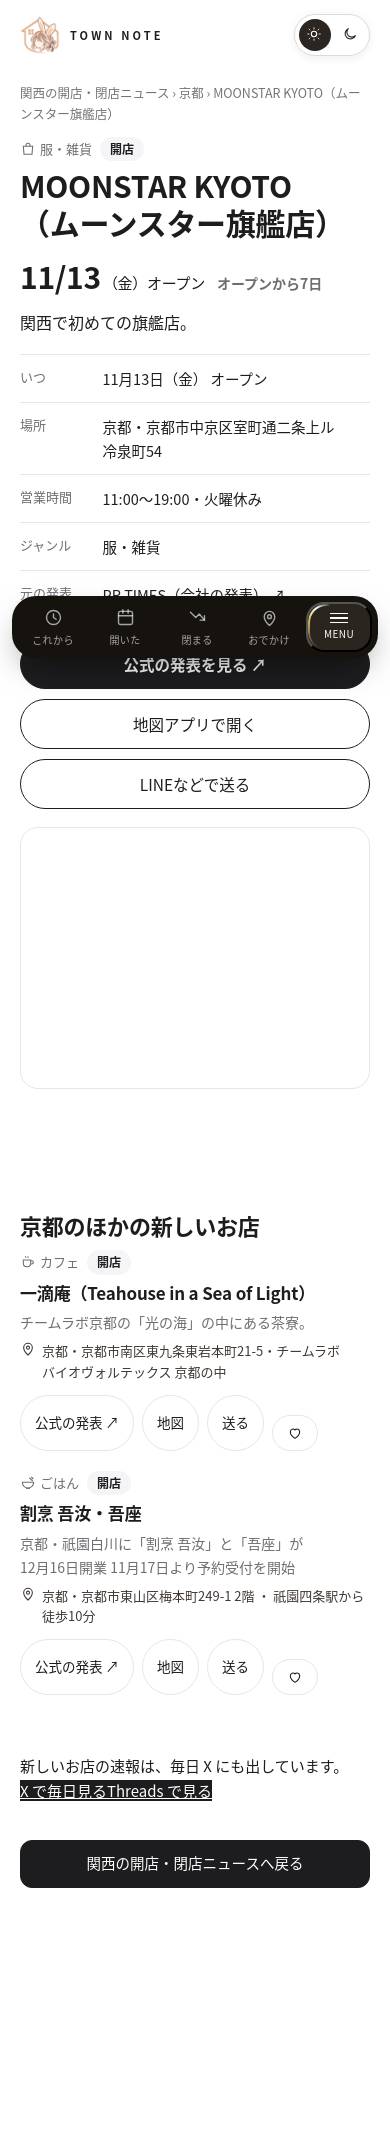 TOWN NOTE
関西の開店・閉店ニュース › 京都 › MOONSTAR KYOTO（ムー
ンスター旗艦店）
服・雑貨 開店
MOONSTAR KYOTO
（ムーンスター旗艦店）
11/13（金）オープン オープンから7日
関西で初めての旗艦店。
いつ 11月13日（金） オープン
場所 京都・京都市中京区室町通二条上ル
冷泉町54
営業時間 11:00〜19:00・火曜休み
ジャンル 服・雑貨
元の発表 PR TIMES（会社の発表） ↗
これから 開いた 閉まる おでかけ MENU
公式の発表を見る ↗
地図アプリで開く
LINEなどで送る
京都のほかの新しいお店
カフェ 開店
一滴庵（Teahouse in a Sea of Light）
チームラボ京都の「光の海」の中にある茶寮。
京都・京都市南区東九条東岩本町21-5・チームラボ
バイオヴォルテックス 京都の中
公式の発表 ↗ 地図 送る
ごはん 開店
割烹 吾汝・吾座
京都・祇園白川に「割烹 吾汝」と「吾座」が
12月16日開業 11月17日より予約受付を開始
京都・京都市東山区梅本町249-1 2階 ・ 祇園四条駅から
徒歩10分
公式の発表 ↗ 地図 送る
新しいお店の速報は、毎日 X にも出しています。
X で毎日見るThreads で見る
関西の開店・閉店ニュースへ戻る